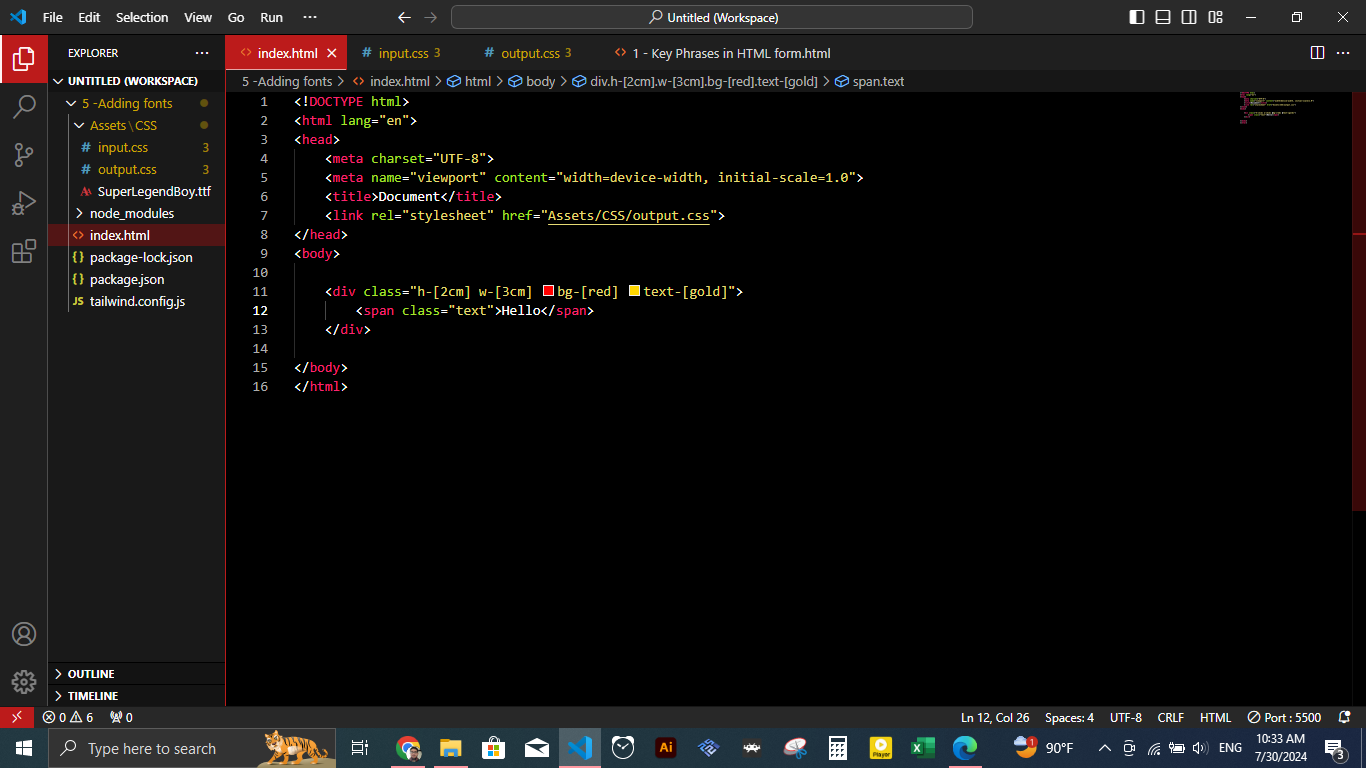 File Edit Selection View Go Run ··· Untitled (Workspace)
EXPLORER ···
index.html
input.css 3
output.css 3
1 - Key Phrases in HTML form.html
UNTITLED (WORKSPACE)
5 -Adding fonts > index.html > html > body > div.h-[2cm].w-[3cm].bg-[red].text-[gold] > span.text
5 -Adding fonts
Assets\CSS
input.css 3
output.css 3
SuperLegendBoy.ttf
node_modules
index.html
package-lock.json
package.json
JS tailwind.config.js
1 <!DOCTYPE html>
2 <html lang="en">
3 <head>
4 <meta charset="UTF-8">
5 <meta name="viewport" content="width=device-width, initial-scale=1.0">
6 <title>Document</title>
7 <link rel="stylesheet" href="Assets/CSS/output.css">
8 </head>
9 <body>
10
11 <div class="h-[2cm] w-[3cm] bg-[red] text-[gold]">
12 <span class="text">Hello</span>
13 </div>
14
15 </body>
16 </html>
OUTLINE
TIMELINE
0 6 0 Ln 12, Col 26 Spaces: 4 UTF-8 CRLF HTML Port : 5500
Type here to search Ai Player 1 90°F ENG 10:33 AM
7/30/2024 3